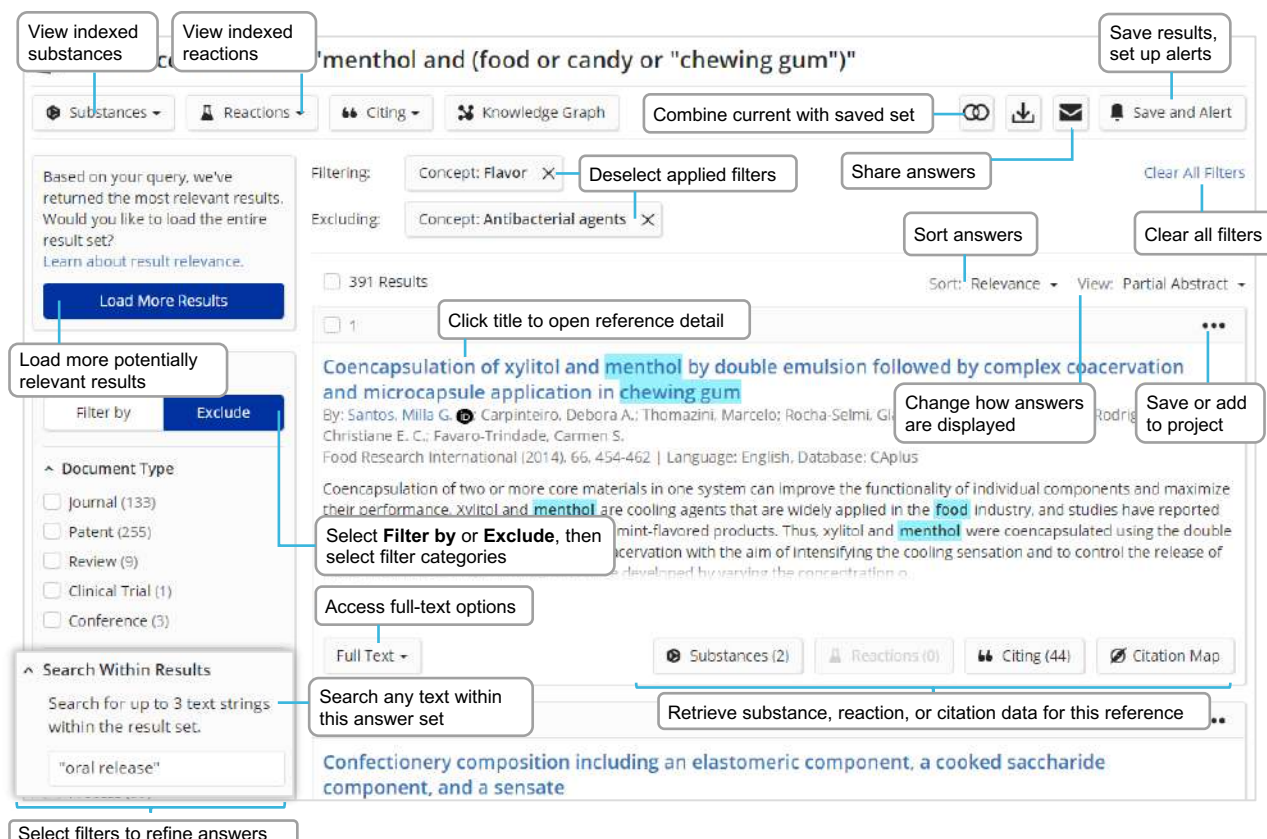 View indexed
substances
View indexed
reactions
Save results,
set up alerts
"menthol and (food or candy or "chewing gum")"
Substances
Reactions
Citing
Knowledge Graph
Combine current with saved set
Save and Alert
Share answers
Based on your query, we've
returned the most relevant results.
Would you like to load the entire
result set?
Learn about result relevance.
Load More Results
Filtering:
Concept: Flavor
Deselect applied filters
Clear All Filters
Excluding:
Concept: Antibacterial agents
Sort answers
Clear all filters
391 Results
Sort: Relevance
View: Partial Abstract
1
Click title to open reference detail
Load more potentially
relevant results
Coencapsulation of xylitol and menthol by double emulsion followed by complex coacervation
and microcapsule application in chewing gum
By: Santos, Milla G.; Carpinteiro, Debora A.; Thomazini, Marcelo; Rocha-Selmi,
Christiane E. C.; Favaro-Trindade, Carmen S.
Food Research International (2014), 66, 454-462 | Language: English, Database: CAplus
Change how answers
are displayed
Save or add
to project
Filter by
Exclude
Document Type
Journal (133)
Patent (255)
Review (9)
Clinical Trial (1)
Conference (3)
Coencapsulation of two or more core materials in one system can improve the functionality of individual components and maximize
their performance. Xylitol and menthol are cooling agents that are widely applied in the food industry, and studies have reported
mint-flavored products. Thus, xylitol and menthol were coencapsulated using the double
with the aim of intensifying the cooling sensation and to control the release of
developed by varying the concentration
Select Filter by or Exclude, then
select filter categories
Access full-text options
Full Text
Substances (2)
Reactions (0)
Citing (44)
Citation Map
Search Within Results
Search for up to 3 text strings
within the result set.
"oral release"
Search any text within
this answer set
Retrieve substance, reaction, or citation data for this reference
Confectionery composition including an elastomeric component, a cooked saccharide
component, and a sensate
Select filters to refine answers